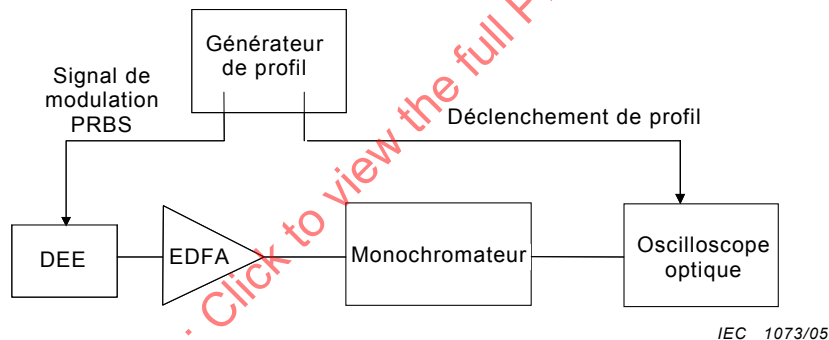 Générateur
de profil
Signal de
modulation
PRBS
Déclenchement de profil
DEE
EDFA
Monochromateur
Oscilloscope
optique
: Click to view the full P
IEC 1073/05